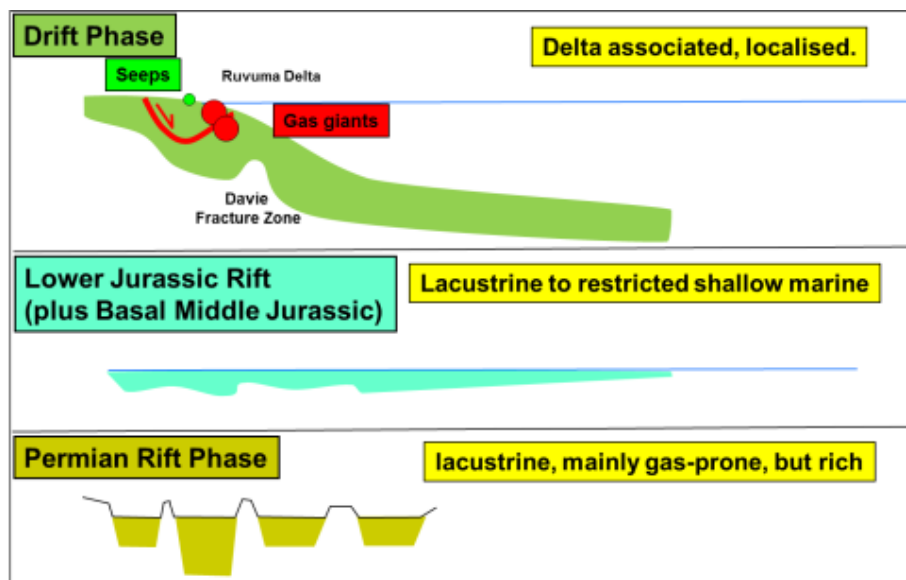 Drift Phase
Delta associated, localised.
Seeps
Ruvuma Delta
Gas giants
Davie
Fracture Zone
Lower Jurassic Rift
(plus Basal Middle Jurassic)
Lacustrine to restricted shallow marine
Permian Rift Phase
lacustrine, mainly gas-prone, but rich